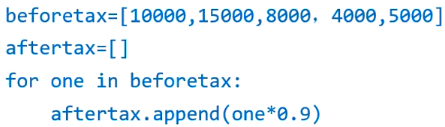 beforetax=[10000,15000,8000，4000,5000]
aftertax=[]
for one in beforetax:
    aftertax.append(one*0.9)